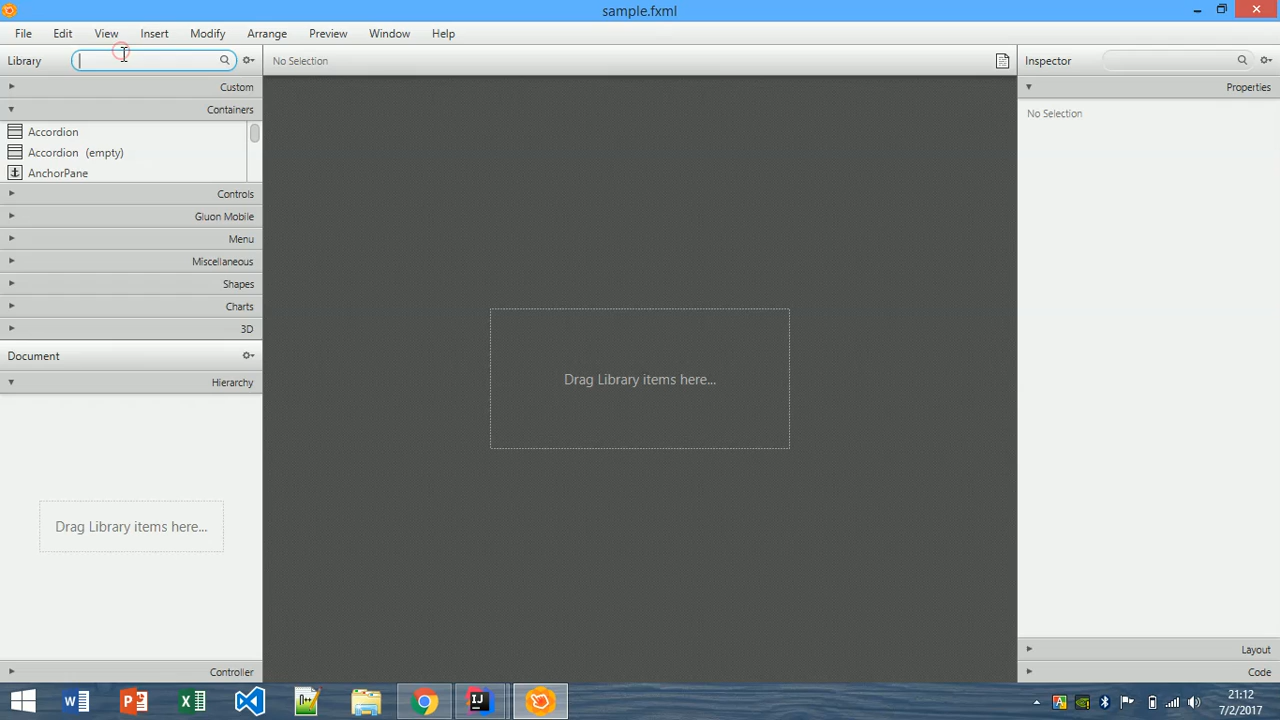 sample.fxml
File Edit View Insert Modify Arrange Preview Window Help
Library
No Selection
Inspector
Custom
Properties
Containers
No Selection
Accordion
Accordion (empty)
AnchorPane
Controls
Gluon Mobile
Menu
Miscellaneous
Shapes
Charts
3D
Document
Hierarchy
Drag Library items here...
Drag Library items here...
Layout
Controller
Code
21:12
7/2/2017